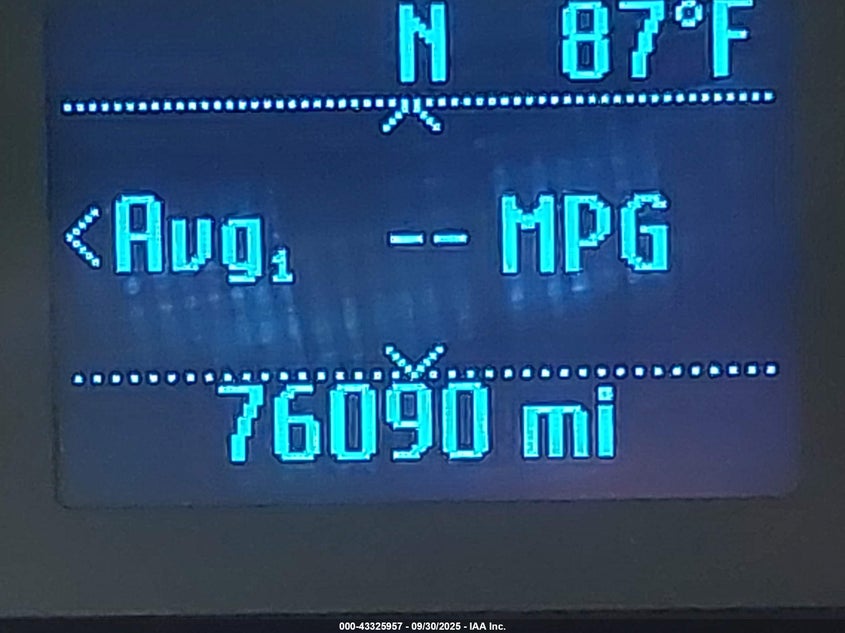 N 87°F
<Avg1 -- MPG
76090 mi
000-43325957 - 09/30/2025 - IAA Inc.